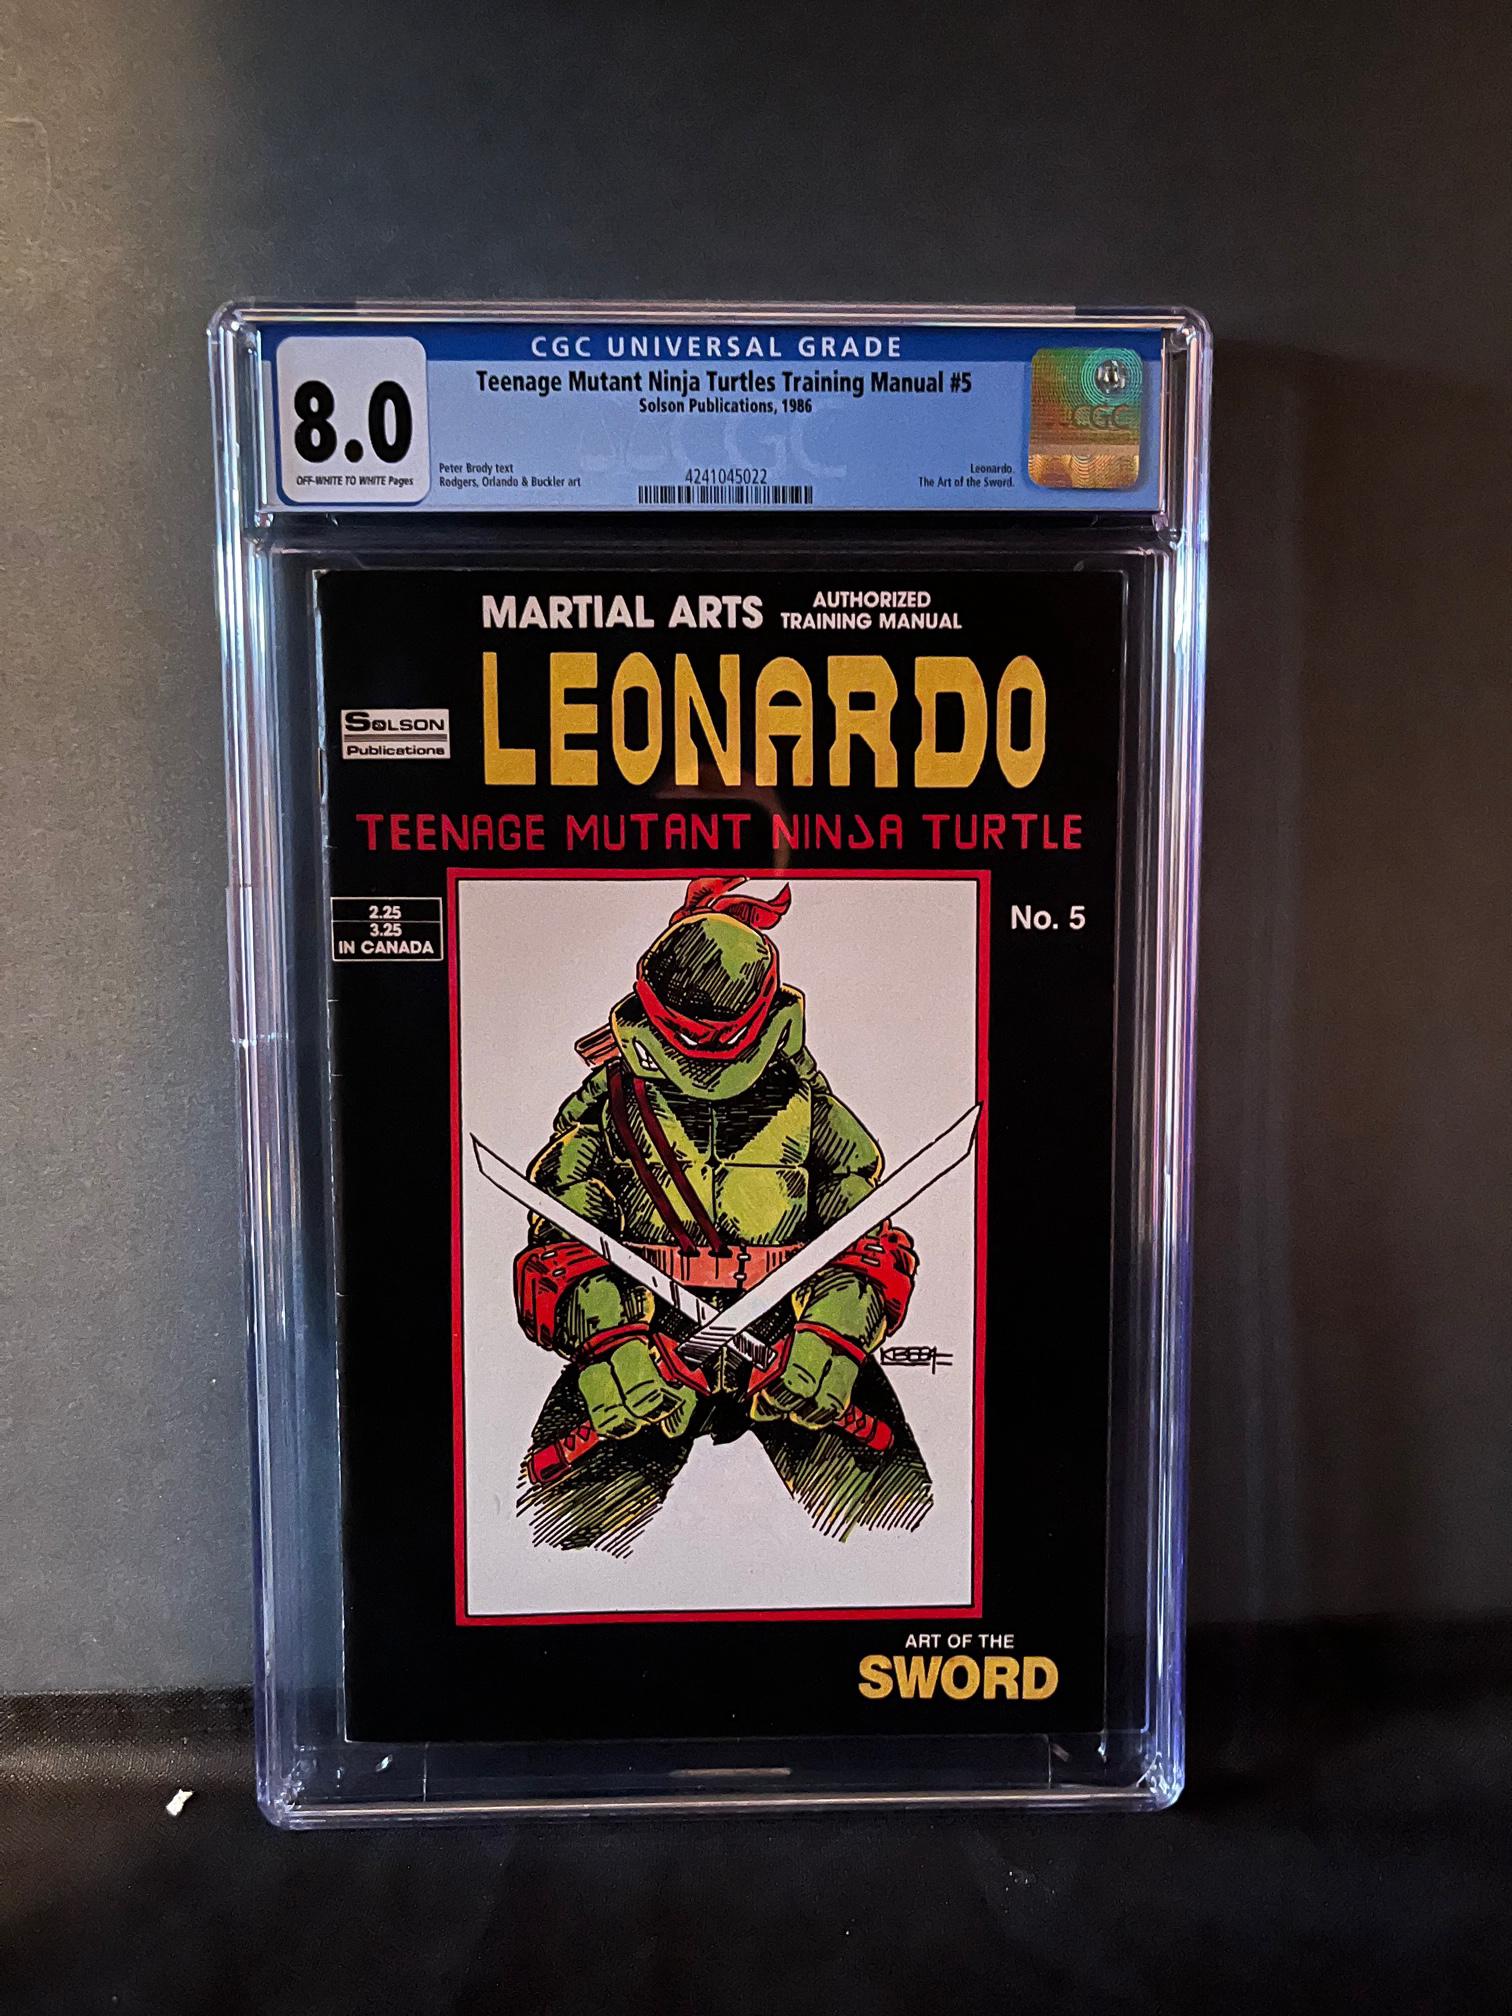 CGC UNIVERSAL GRADE
8.0
OFF-WHITE TO WHITE Pages
Teenage Mutant Ninja Turtles Training Manual #5
Solson Publications, 1986
Peter Brody text
Rodgers, Orlando & Buckler art
4241045022
Leonardo.
The Art of the Sword.
CGC
CGC
MARTIAL ARTS
AUTHORIZED
TRAINING MANUAL
SOLSON
Publications
LEONARDO
TEENAGE MUTANT NINJA TURTLE
2.25
3.25
IN CANADA
No. 5
ART OF THE
SWORD